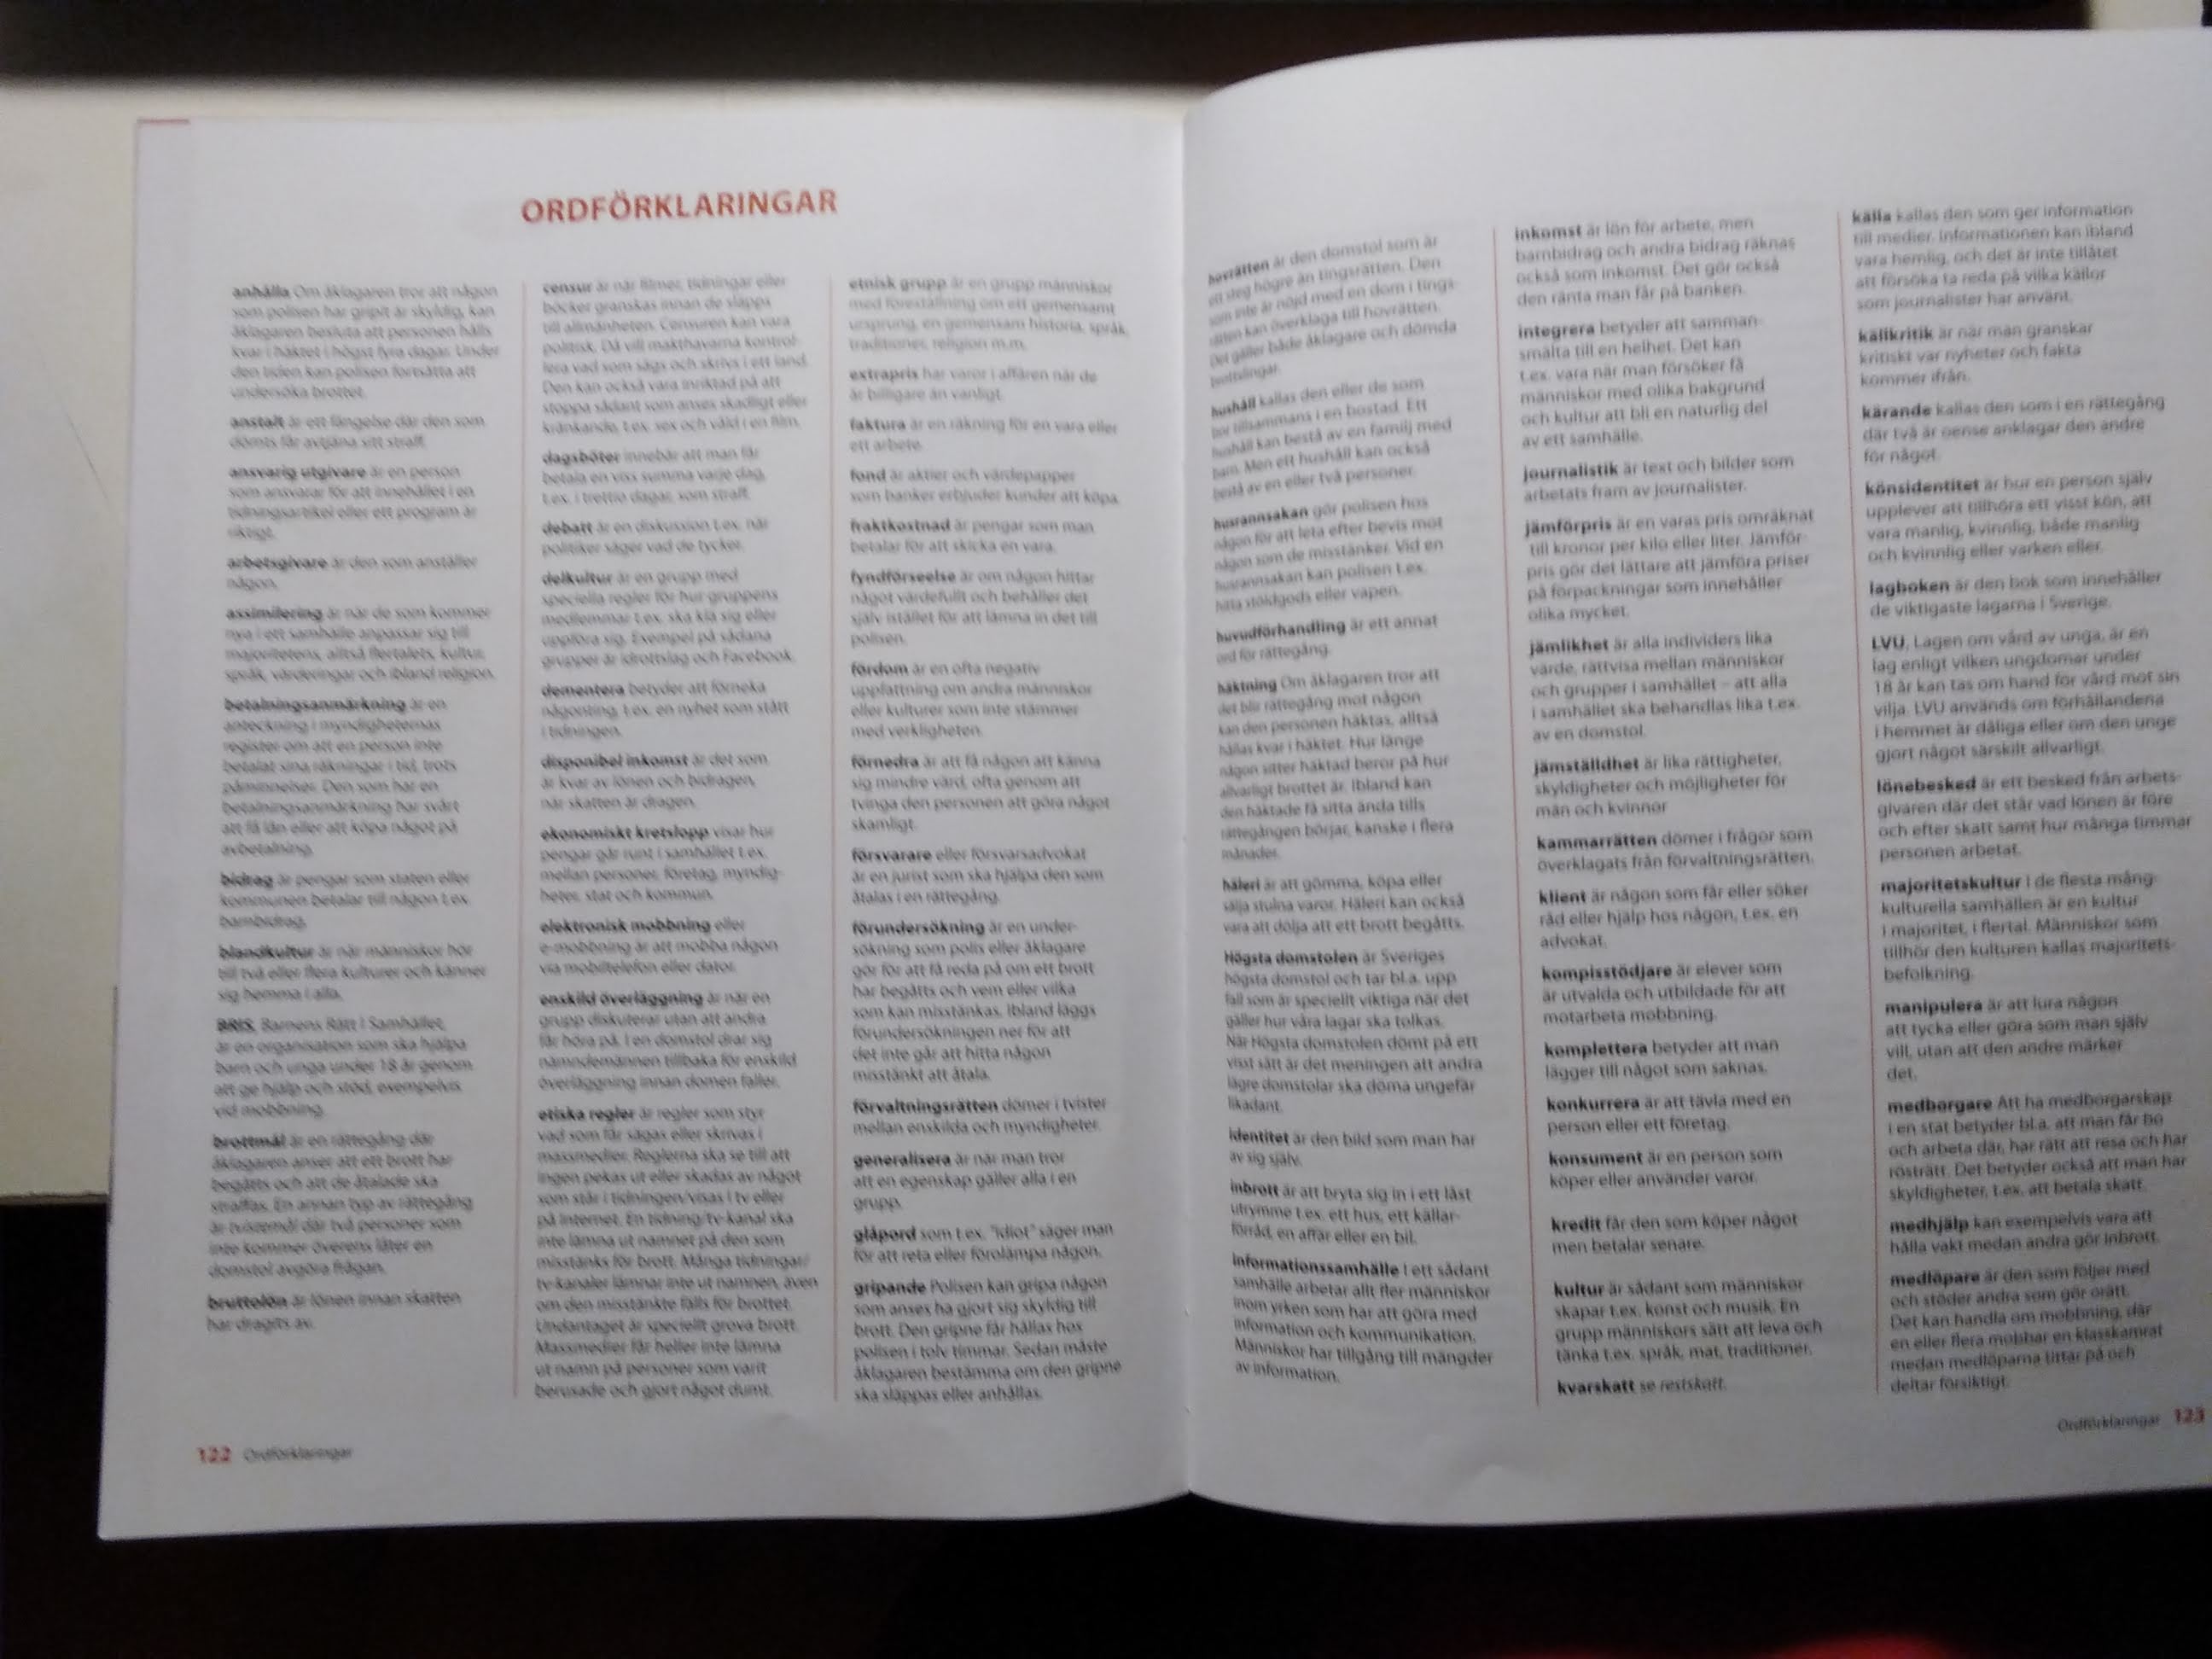 ORDFÖRKLARINGAR
anhålla Om åklagaren tror att någon
som polisen har gripit är skyldig, kan
åklagaren besluta att personen hålls
kvar i häktet i högst fyra dagar. Under
den tiden kan polisen fortsätta att
undersöka brottet.
anstalt är ett fängelse där den som
dömts får avtjäna sitt straff.
ansvarig utgivare är en person
som ansvarar för att innehållet i en
tidningsartikel eller ett program är
riktigt.
arbetsgivare är den som anställer
någon.
assimilering är när de som kommer
nya i ett samhälle anpassar sig till
majoritetens, alltså flertalets, kultur,
språk, värderingar och ibland religion.
betalningsanmärkning är en
anteckning i myndigheternas
register om att en person inte
betalat sina räkningar i tid, trots
påminnelser. Den som har en
betalningsanmärkning har svårt
att få lån eller att köpa något på
avbetalning.
bidrag är pengar som staten eller
kommunen betalar till någon t.ex.
barnbidrag.
blandkultur är när människor hör
till två eller flera kulturer och känner
sig hemma i alla.
BRIS, Barnens Rätt i Samhället,
är en organisation som ska hjälpa
barn och unga under 18 år genom
att ge hjälp och stöd, exempelvis
vid mobbning.
brottmål är en rättegång där
åklagaren anser att ett brott har
begåtts och att de åtalade ska
straffas. En annan typ av rättegång
är tvistemål där två personer som
inte kommer överens låter en
domstol avgöra frågan.
bruttolön är lönen innan skatten
har dragits av.
censur är när filmer, tidningar eller
böcker granskas innan de släpps
till allmänheten. Censuren kan vara
politisk. Då vill makthavarna kontrol-
lera vad som sägs och skrivs i ett land.
Den kan också vara inriktad på att
stoppa sådant som anses skadligt eller
kränkande, t.ex. sex och våld i en film.
dagsböter innebär att man får
betala en viss summa varje dag,
t.ex. i trettio dagar, som straff.
debatt är en diskussion t.ex. när
politiker säger vad de tycker.
delkultur är en grupp med
speciella regler för hur gruppens
medlemmar t.ex. ska klä sig eller
uppföra sig. Exempel på sådana
grupper är idrottslag och Facebook.
dementera betyder att förneka
någonting, t.ex. en nyhet som stått
i tidningen.
disponibel inkomst är det som
är kvar av lönen och bidragen,
när skatten är dragen.
ekonomiskt kretslopp visar hur
pengar går runt i samhället t.ex.
mellan personer, företag, myndig-
heter, stat och kommun.
elektronisk mobbning eller
e-mobbning är att mobba någon
via mobiltelefon eller dator.
enskild överläggning är när en
grupp diskuterar utan att andra
får höra på. I en domstol drar sig
nämndemännen tillbaka för enskild
överläggning innan domen faller.
etiska regler är regler som styr
vad som får sägas eller skrivas i
massmedier. Reglerna ska se till att
ingen pekas ut eller skadas av något
som står i tidningen/visas i tv eller
på internet. En tidning/tv-kanal ska
inte lämna ut namnet på den som
misstänks för brott. Många tidningar/
tv-kanaler lämnar inte ut namnen, även
om den misstänkte fälls för brottet.
Undantaget är speciellt grova brott.
Massmedier får heller inte lämna
ut namn på personer som varit
berusade och gjort något dumt.
etnisk grupp är en grupp människor
med föreställning om ett gemensamt
ursprung, en gemensam historia, språk,
traditioner, religion m.m.
extrapris har varor i affären när de
är billigare än vanligt.
faktura är en räkning för en vara eller
ett arbete.
fond är aktier och värdepapper
som banker erbjuder kunder att köpa.
fraktkostnad är pengar som man
betalar för att skicka en vara.
fyndförseelse är om någon hittar
något värdefullt och behåller det
själv istället för att lämna in det till
polisen.
fördom är en ofta negativ
uppfattning om andra människor
eller kulturer som inte stämmer
med verkligheten.
förnedra är att få någon att känna
sig mindre värd, ofta genom att
tvinga den personen att göra något
skamligt.
försvarare eller försvarsadvokat
är en jurist som ska hjälpa den som
åtalas i en rättegång.
förundersökning är en under-
sökning som polis eller åklagare
gör för att få reda på om ett brott
har begåtts och vem eller vilka
som kan misstänkas. Ibland läggs
förundersökningen ner för att
det inte går att hitta någon
misstänkt att åtala.
förvaltningsrätten dömer i tvister
mellan enskilda och myndigheter.
generalisera är när man tror
att en egenskap gäller alla i en
grupp.
glåpord som t.ex. "idiot" säger man
för att reta eller förolämpa någon.
gripande Polisen kan gripa någon
som anses ha gjort sig skyldig till
brott. Den gripne får hållas hos
polisen i tolv timmar. Sedan måste
åklagaren bestämma om den gripne
ska släppas eller anhållas.
122 Ordförklaringar
hovrätten är den domstol som är
ett steg högre än tingsrätten. Den
som inte är nöjd med en dom i tings-
rätten kan överklaga till hovrätten.
Det gäller både åklagare och dömda
brottslingar.
hushåll kallas den eller de som
bor tillsammans i en bostad. Ett
hushåll kan bestå av en familj med
barn. Men ett hushåll kan också
bestå av en eller två personer.
husrannsakan gör polisen hos
någon för att leta efter bevis mot
någon som de misstänker. Vid en
husrannsakan kan polisen t.ex.
hitta stöldgods eller vapen.
huvudförhandling är ett annat
ord för rättegång.
häktning Om åklagaren tror att
det blir rättegång mot någon
kan den personen häktas, alltså
hållas kvar i häktet. Hur länge
någon sitter häktad beror på hur
allvarligt brottet är. Ibland kan
den häktade få sitta ända tills
rättegången börjar, kanske i flera
månader.
häleri är att gömma, köpa eller
sälja stulna varor. Häleri kan också
vara att dölja att ett brott begåtts.
Högsta domstolen är Sveriges
högsta domstol och tar bl.a. upp
fall som är speciellt viktiga när det
gäller hur våra lagar ska tolkas.
När Högsta domstolen dömt på ett
visst sätt är det meningen att andra
lägre domstolar ska döma ungefär
likadant.
identitet är den bild som man har
av sig själv.
inbrott är att bryta sig in i ett låst
utrymme t.ex. ett hus, ett källar-
förråd, en affär eller en bil.
informationssamhälle I ett sådant
samhälle arbetar allt fler människor
inom yrken som har att göra med
information och kommunikation.
Människor har tillgång till mängder
av information.
inkomst är lön för arbete, men
barnbidrag och andra bidrag räknas
också som inkomst. Det gör också
den ränta man får på banken.
integrera betyder att samman-
smälta till en helhet. Det kan
t.ex. vara när man försöker få
människor med olika bakgrund
och kultur att bli en naturlig del
av ett samhälle.
journalistik är text och bilder som
arbetats fram av journalister.
jämförpris är en varas pris omräknat
till kronor per kilo eller liter. Jämför-
pris gör det lättare att jämföra priser
på förpackningar som innehåller
olika mycket.
jämlikhet är alla individers lika
värde, rättvisa mellan människor
och grupper i samhället – att alla
i samhället ska behandlas lika t.ex.
av en domstol.
jämställdhet är lika rättigheter,
skyldigheter och möjligheter för
män och kvinnor
kammarrätten dömer i frågor som
överklagats från förvaltningsrätten.
klient är någon som får eller söker
råd eller hjälp hos någon, t.ex. en
advokat.
kompisstödjare är elever som
är utvalda och utbildade för att
motarbeta mobbning.
komplettera betyder att man
lägger till något som saknas.
konkurrera är att tävla med en
person eller ett företag.
konsument är en person som
köper eller använder varor.
kredit får den som köper något
men betalar senare.
kultur är sådant som människor
skapar t.ex. konst och musik. En
grupp människors sätt att leva och
tänka t.ex. språk, mat, traditioner.
kvarskatt se restskatt.
källa kallas den som ger information
till medier. Informationen kan ibland
vara hemlig, och det är inte tillåtet
att försöka ta reda på vilka källor
som journalister har använt.
källkritik är när man granskar
kritiskt var nyheter och fakta
kommer ifrån.
kärande kallas den som i en rättegång
där två är oense anklagar den andre
för något.
könsidentitet är hur en person själv
upplever att tillhöra ett visst kön, att
vara manlig, kvinnlig, både manlig
och kvinnlig eller varken eller.
lagboken är den bok som innehåller
de viktigaste lagarna i Sverige.
LVU, Lagen om vård av unga, är en
lag enligt vilken ungdomar under
18 år kan tas om hand för vård mot sin
vilja. LVU används om förhållandena
i hemmet är dåliga eller om den unge
gjort något särskilt allvarligt.
lönebesked är ett besked från arbets-
givaren där det står vad lönen är före
och efter skatt samt hur många timmar
personen arbetat.
majoritetskultur I de flesta mång-
kulturella samhällen är en kultur
i majoritet, i flertal. Människor som
tillhör den kulturen kallas majoritets-
befolkning.
manipulera är att lura någon
att tycka eller göra som man själv
vill, utan att den andre märker
det.
medborgare Att ha medborgarskap
i en stat betyder bl.a. att man får bo
och arbeta där, har rätt att resa och har
rösträtt. Det betyder också att man har
skyldigheter, t.ex. att betala skatt.
medhjälp kan exempelvis vara att
hålla vakt medan andra gör inbrott.
medlöpare är den som följer med
och stöder andra som gör orätt.
Det kan handla om mobbning, där
en eller flera mobbar en klasskamrat
medan medlöparna tittar på och
deltar försiktigt.
Ordförklaringar 123